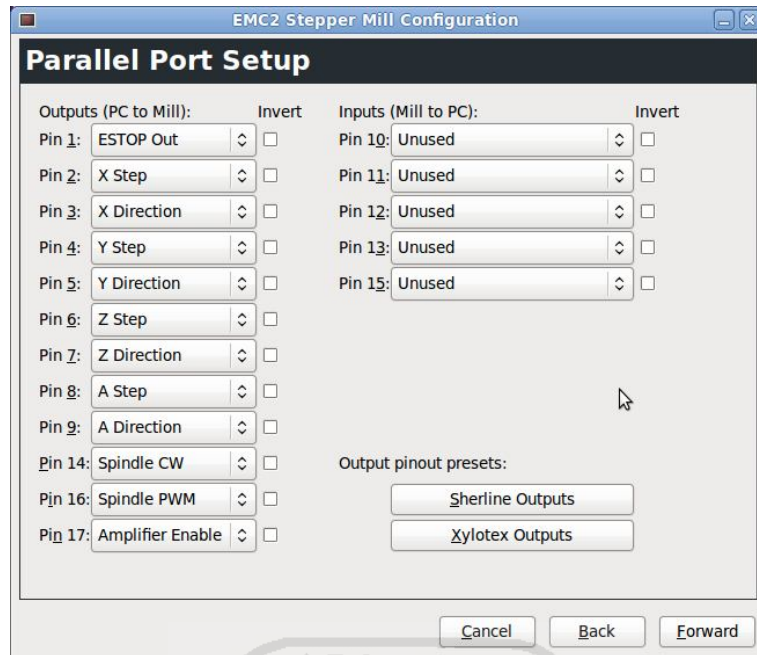 EMC2 Stepper Mill Configuration
Parallel Port Setup
Outputs (PC to Mill): Invert
Pin 1: ESTOP Out
Pin 2: X Step
Pin 3: X Direction
Pin 4: Y Step
Pin 5: Y Direction
Pin 6: Z Step
Pin 7: Z Direction
Pin 8: A Step
Pin 9: A Direction
Pin 14: Spindle CW
Pin 16: Spindle PWM
Pin 17: Amplifier Enable
Inputs (Mill to PC): Invert
Pin 10: Unused
Pin 11: Unused
Pin 12: Unused
Pin 13: Unused
Pin 15: Unused
Output pinout presets:
Sherline Outputs
Xylotex Outputs
Cancel Back Forward